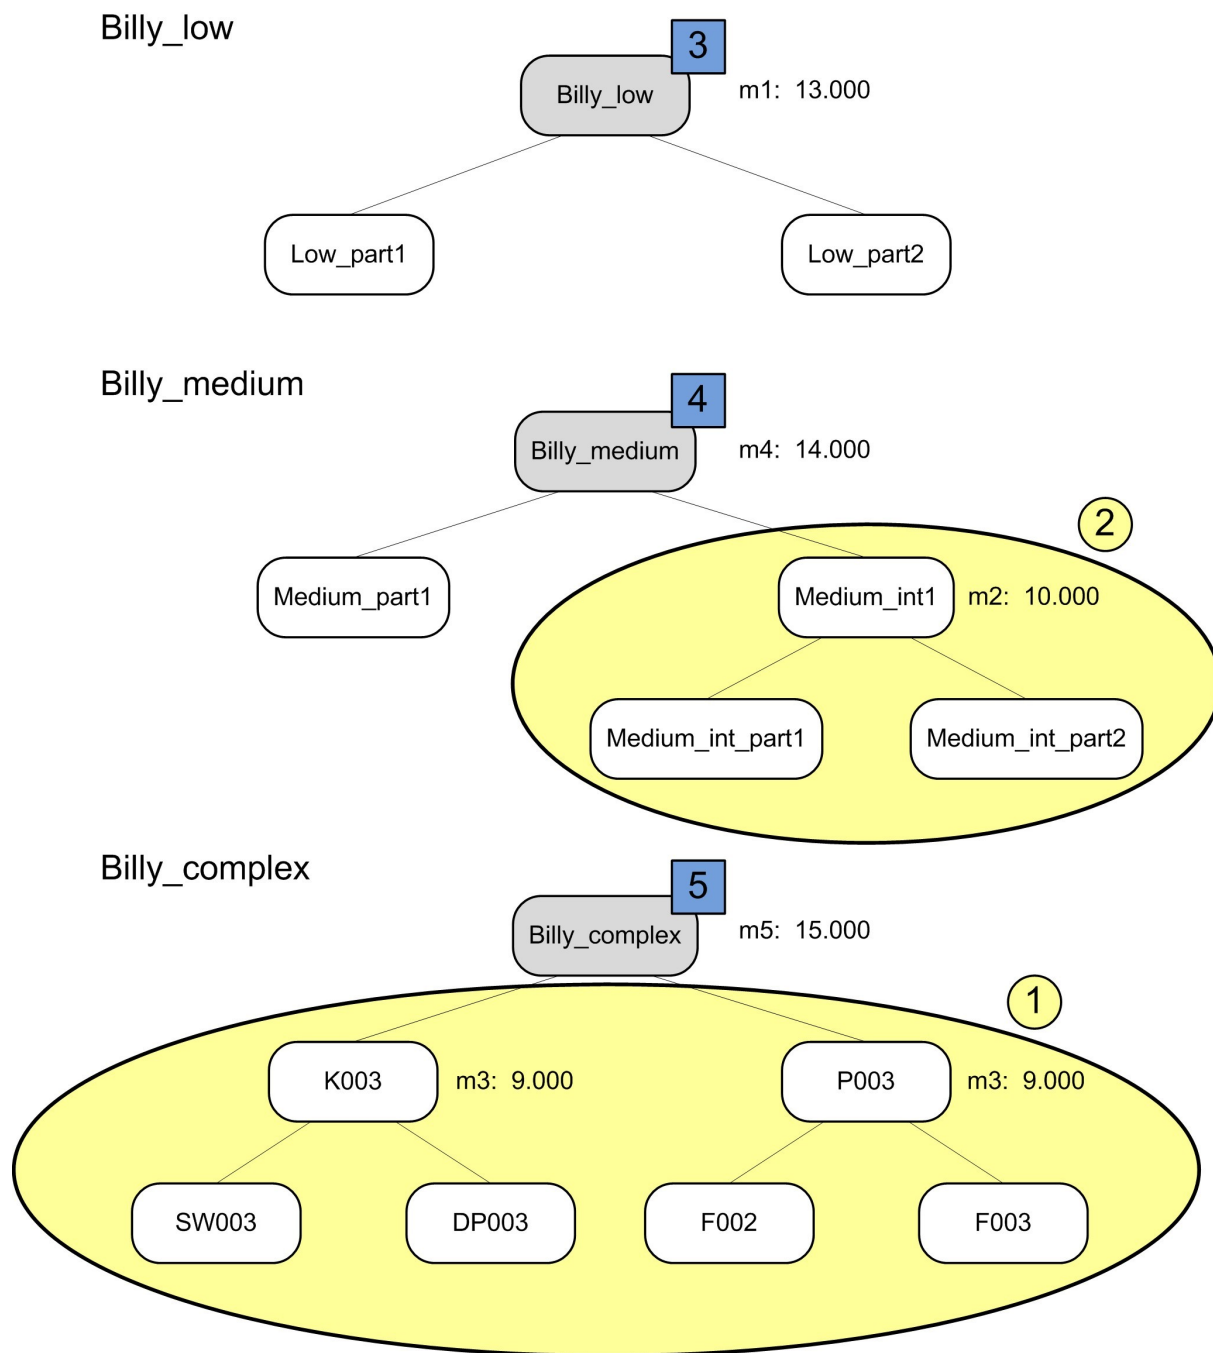 Billy_low
3
Billy_low
m1: 13.000
Low_part1
Low_part2
Billy_medium
4
Billy_medium
m4: 14.000
2
Medium_part1
Medium_int1
m2: 10.000
Medium_int_part1
Medium_int_part2
Billy_complex
5
Billy_complex
m5: 15.000
1
K003
m3: 9.000
P003
m3: 9.000
SW003
DP003
F002
F003